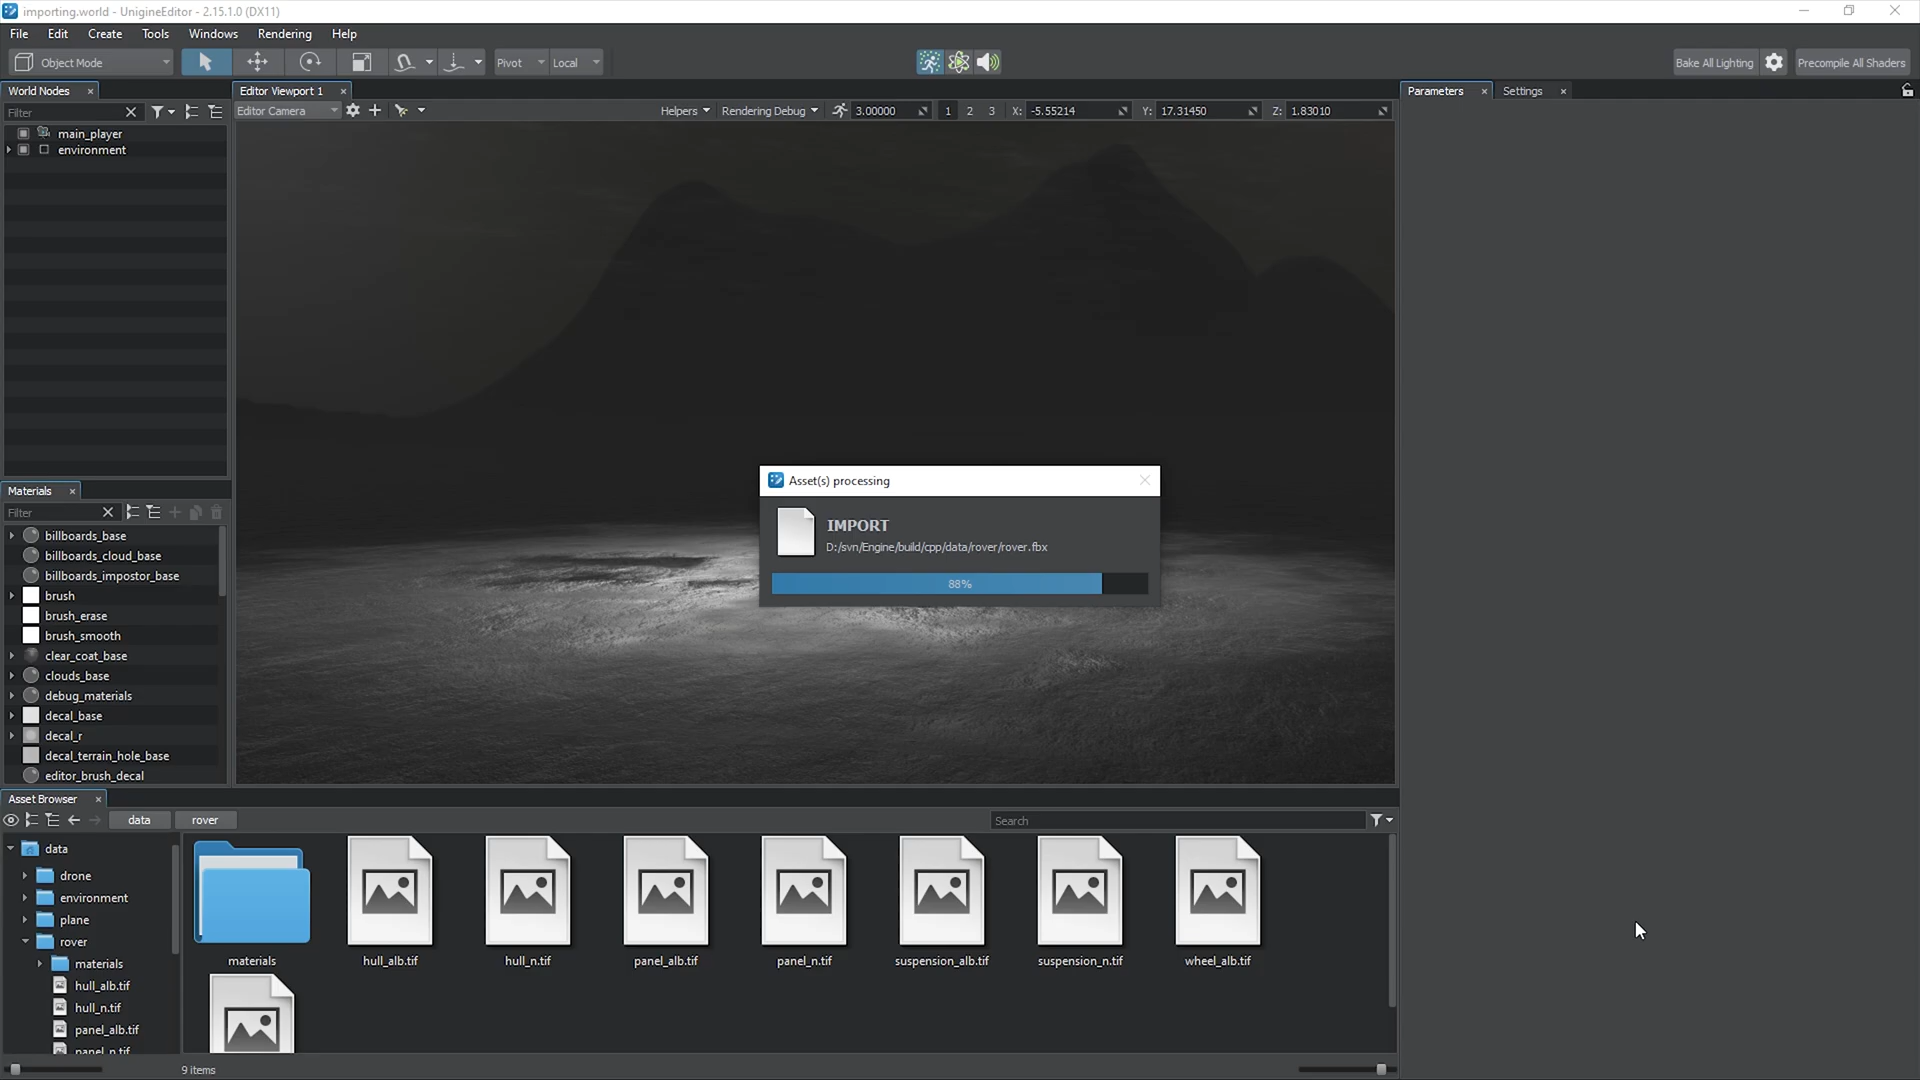 importing.world - UnigineEditor - 2.15.1.0 (DX11)
File Edit Create Tools Windows Rendering Help
Object Mode Pivot Local Bake All Lighting Precompile All Shaders
World Nodes
Filter
main_player
environment
Editor Viewport 1
Editor Camera Helpers Rendering Debug 3.00000 1 2 3 X: -5.55214 Y: 17.31450 Z: 1.83010
Parameters Settings
Asset(s) processing
IMPORT
D:/svn/Engine/build/cpp/data/rover/rover.fbx
88%
Materials
Filter
billboards_base
billboards_cloud_base
billboards_impostor_base
brush
brush_erase
brush_smooth
clear_coat_base
clouds_base
debug_materials
decal_base
decal_r
decal_terrain_hole_base
editor_brush_decal
Asset Browser
data rover Search
data
drone
environment
plane
rover
materials
hull_alb.tif
hull_n.tif
panel_alb.tif
panel_n.tif
materials hull_alb.tif hull_n.tif panel_alb.tif panel_n.tif suspension_alb.tif suspension_n.tif wheel_alb.tif
9 items